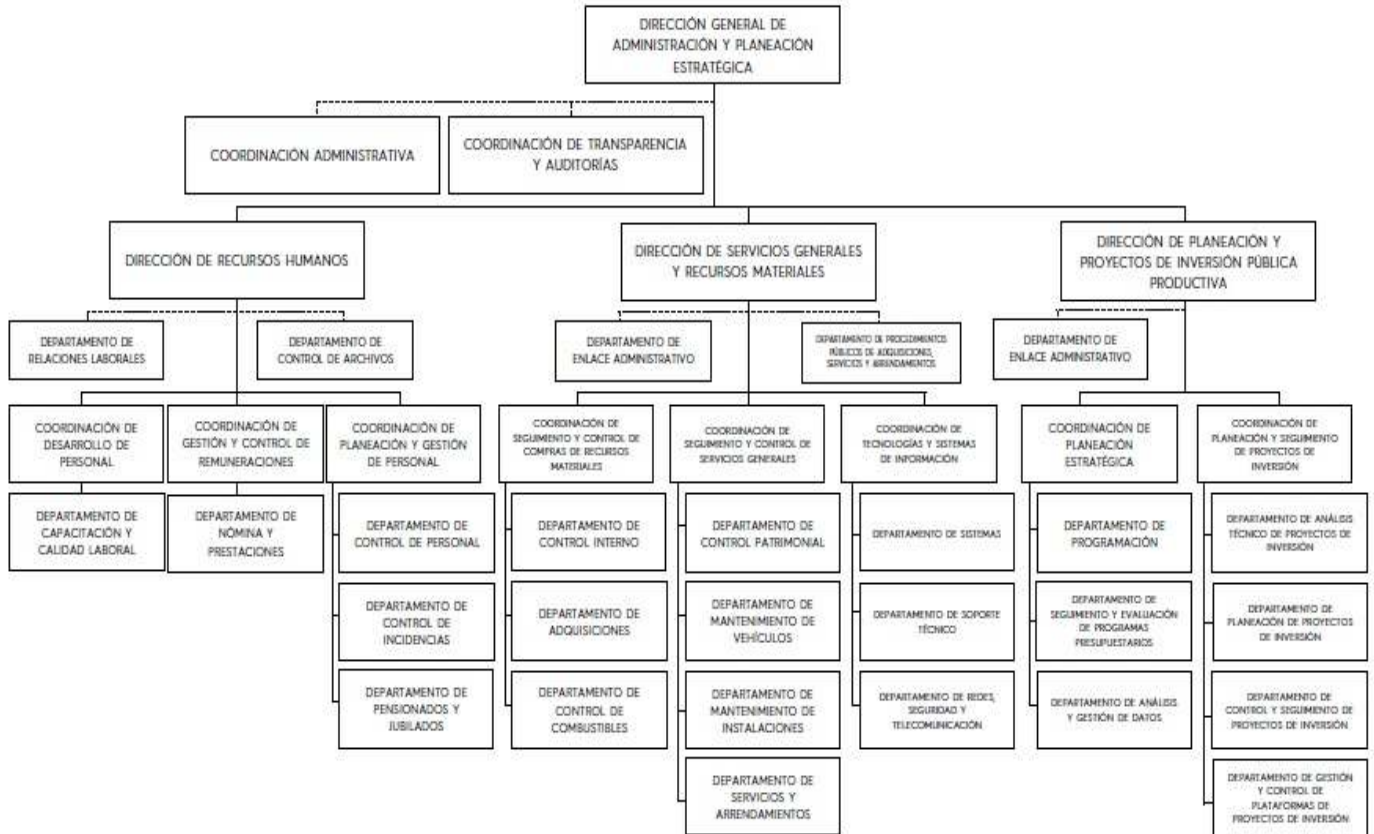 DIRECCIÓN GENERAL DE
ADMINISTRACIÓN Y PLANEACIÓN
ESTRATÉGICA
COORDINACIÓN ADMINISTRATIVA
COORDINACIÓN DE TRANSPARENCIA
Y AUDITORÍAS
DIRECCIÓN DE RECURSOS HUMANOS
DIRECCIÓN DE SERVICIOS GENERALES
Y RECURSOS MATERIALES
DIRECCIÓN DE PLANEACIÓN Y
PROYECTOS DE INVERSIÓN PÚBLICA
PRODUCTIVA
DEPARTAMENTO DE
RELACIONES LABORALES
DEPARTAMENTO DE
CONTROL DE ARCHIVOS
DEPARTAMENTO DE
ENLACE ADMINISTRATIVO
DEPARTAMENTO DE PROCEDIMIENTOS
PÚBLICOS DE ADQUISICIONES,
SERVICIOS Y ARRENDAMIENTOS.
DEPARTAMENTO DE
ENLACE ADMINISTRATIVO
COORDINACIÓN DE
DESARROLLO DE
PERSONAL
COORDINACIÓN DE
GESTIÓN Y CONTROL DE
REMUNERACIONES
COORDINACIÓN DE
PLANEACIÓN Y GESTIÓN
DE PERSONAL
COORDINACIÓN DE
SEGUIMIENTO Y CONTROL DE
COMPRAS DE RECURSOS
MATERIALES
COORDINACIÓN DE
SEGUIMIENTO Y CONTROL DE
SERVICIOS GENERALES
COORDINACIÓN DE
TECNOLOGÍAS Y SISTEMAS
DE INFORMACIÓN
COORDINACIÓN DE
PLANEACIÓN
ESTRATÉGICA
COORDINACIÓN DE
PLANEACIÓN Y SEGUIMIENTO
DE PROYECTOS DE
INVERSIÓN
DEPARTAMENTO DE
CAPACITACIÓN Y
CALIDAD LABORAL
DEPARTAMENTO DE
NÓMINA Y
PRESTACIONES
DEPARTAMENTO DE
CONTROL DE PERSONAL
DEPARTAMENTO DE
CONTROL INTERNO
DEPARTAMENTO DE
CONTROL PATRIMONIAL
DEPARTAMENTO DE SISTEMAS
DEPARTAMENTO DE
PROGRAMACIÓN
DEPARTAMENTO DE ANÁLISIS
TÉCNICO DE PROYECTOS DE
INVERSIÓN
DEPARTAMENTO DE
CONTROL DE
INCIDENCIAS
DEPARTAMENTO DE
ADQUISICIONES
DEPARTAMENTO DE
MANTENIMIENTO DE
VEHÍCULOS
DEPARTAMENTO DE SOPORTE
TÉCNICO
DEPARTAMENTO DE
SEGUIMIENTO Y EVALUACIÓN
DE PROGRAMAS
PRESUPUESTARIOS
DEPARTAMENTO DE
PLANEACIÓN DE PROYECTOS
DE INVERSIÓN
DEPARTAMENTO DE
PENSIONADOS Y
JUBILADOS
DEPARTAMENTO DE
CONTROL DE
COMBUSTIBLES
DEPARTAMENTO DE
MANTENIMIENTO DE
INSTALACIONES
DEPARTAMENTO DE REDES,
SEGURIDAD Y
TELECOMUNICACIÓN
DEPARTAMENTO DE ANÁLISIS
Y GESTIÓN DE DATOS
DEPARTAMENTO DE
CONTROL Y SEGUIMIENTO DE
PROYECTOS DE INVERSIÓN
DEPARTAMENTO DE
SERVICIOS Y
ARRENDAMIENTOS
DEPARTAMENTO DE GESTIÓN
Y CONTROL DE
PLATAFORMAS DE
PROYECTOS DE INVERSIÓN